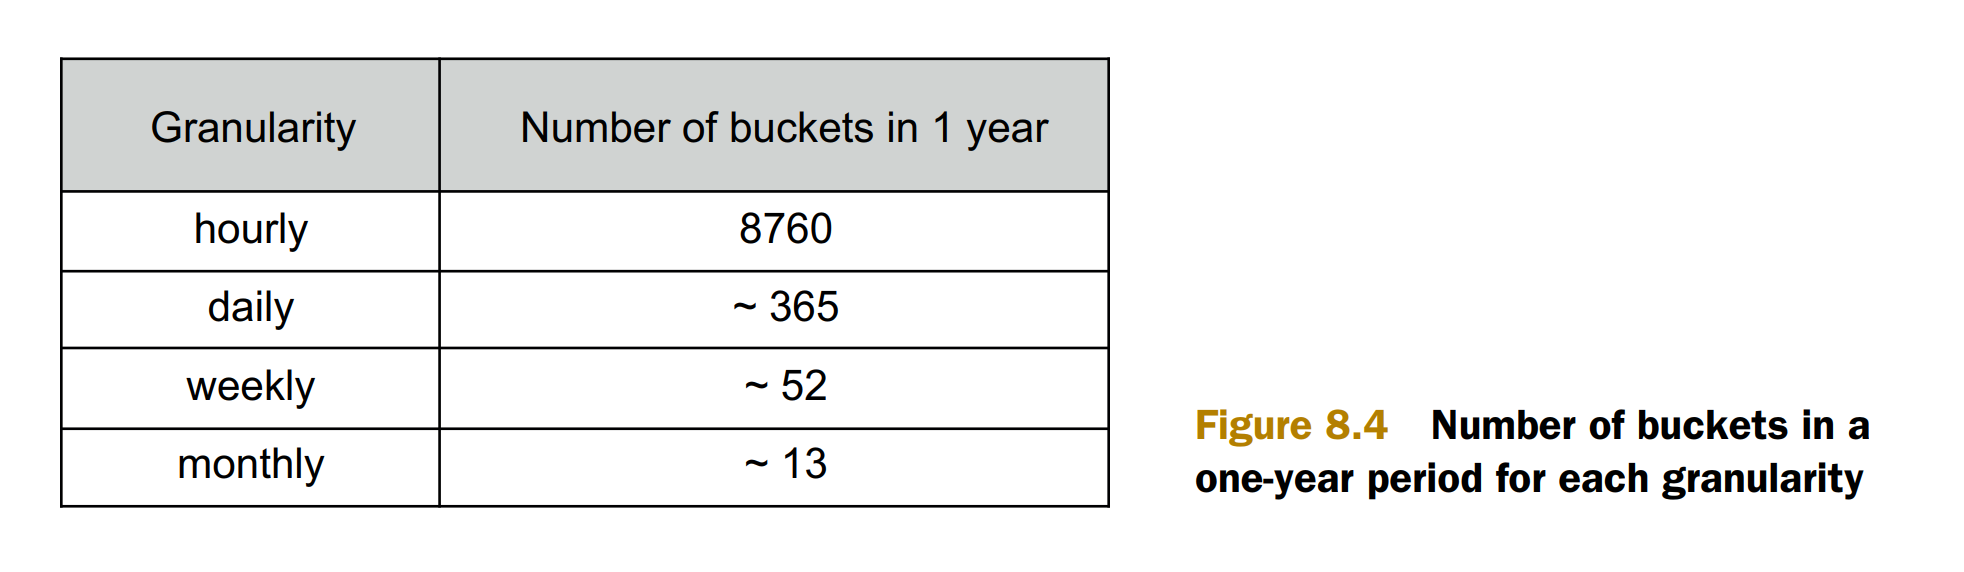 Granularity Number of buckets in 1 year
hourly 8760
daily ~ 365
weekly ~ 52
monthly ~ 13
Figure 8.4 Number of buckets in a
one-year period for each granularity